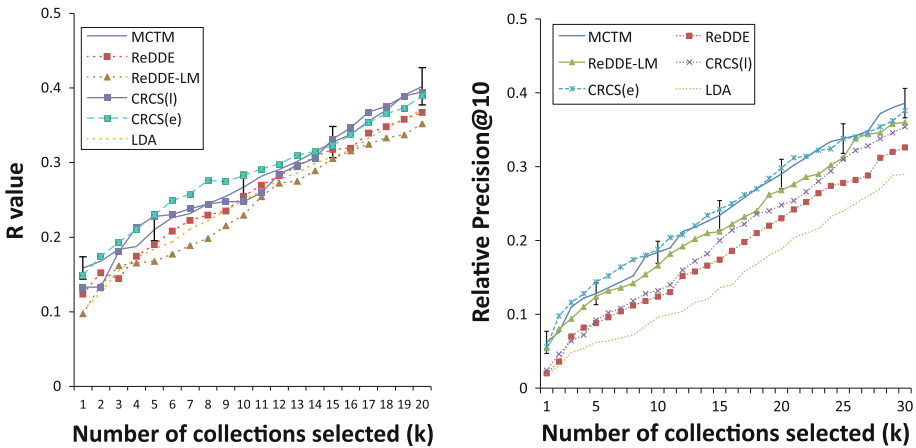 0.5
0.4
0.3
0.2
0.1
0
R value
MCTM
ReDDE
ReDDE-LM
CRCS(l)
CRCS(e)
LDA
1 2 3 4 5 6 7 8 9 10 11 12 13 14 15 16 17 18 19 20
Number of collections selected (k)
0.5
0.4
0.3
0.2
0.1
0
Relative Precision@10
MCTM ReDDE
ReDDE-LM CRCS(l)
CRCS(e) LDA
1 5 10 15 20 25 30
Number of collections selected (k)